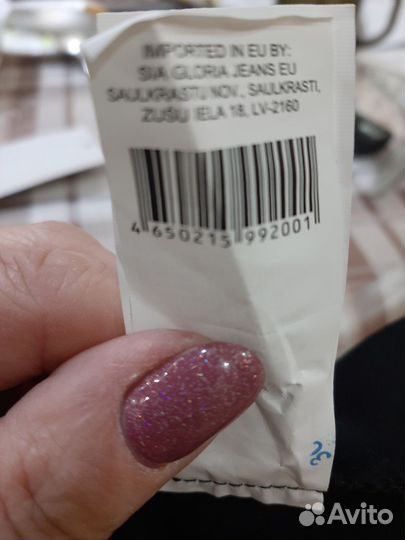 IMPORTED IN EU BY:
SIA "GLORIA JEANS EU
SAULKRASTU NOV., SAULKRASTI,
ZUŠU IELA 18, LV-2160
4 650215 992001
Avito